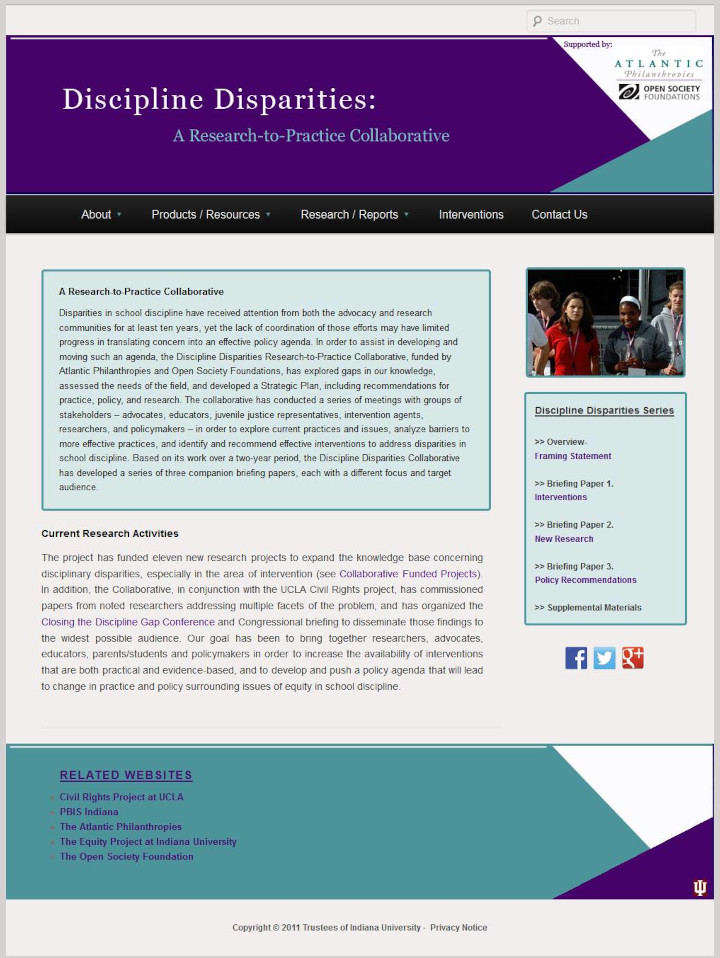 Search
Supported by:
The
ATLANTIC
Philanthropies
OPEN SOCIETY
FOUNDATIONS
Discipline Disparities:
A Research-to-Practice Collaborative
About
Products / Resources
Research / Reports
Interventions
Contact Us
A Research-to-Practice Collaborative
Disparities in school discipline have received attention from both the advocacy and research
communities for at least ten years, yet the lack of coordination of those efforts may have limited
progress in translating concern into an effective policy agenda. In order to assist in developing and
moving such an agenda, the Discipline Disparities Research-to-Practice Collaborative, funded by
Atlantic Philanthropies and Open Society Foundations, has explored gaps in our knowledge,
assessed the needs of the field, and developed a Strategic Plan, including recommendations for
practice, policy, and research. The collaborative has conducted a series of meetings with groups of
stakeholders – advocates, educators, juvenile justice representatives, intervention agents,
researchers, and policymakers – in order to explore current practices and issues, analyze barriers to
more effective practices, and identify and recommend effective interventions to address disparities in
school discipline. Based on its work over a two-year period, the Discipline Disparities Collaborative
has developed a series of three companion briefing papers, each with a different focus and target
audience.
Current Research Activities
The project has funded eleven new research projects to expand the knowledge base concerning
disciplinary disparities, especially in the area of intervention (see Collaborative Funded Projects).
In addition, the Collaborative, in conjunction with the UCLA Civil Rights project, has commissioned
papers from noted researchers addressing multiple facets of the problem, and has organized the
Closing the Discipline Gap Conference and Congressional briefing to disseminate those findings to
the widest possible audience. Our goal has been to bring together researchers, advocates,
educators, parents/students and policymakers in order to increase the availability of interventions
that are both practical and evidence-based, and to develop and push a policy agenda that will lead
to change in practice and policy surrounding issues of equity in school discipline.
Discipline Disparities Series
>> Overview-
Framing Statement
>> Briefing Paper 1.
Interventions
>> Briefing Paper 2.
New Research
>> Briefing Paper 3.
Policy Recommendations
>> Supplemental Materials
RELATED WEBSITES
Civil Rights Project at UCLA
PBIS Indiana
The Atlantic Philanthropies
The Equity Project at Indiana University
The Open Society Foundation
Copyright © 2011 Trustees of Indiana University - Privacy Notice